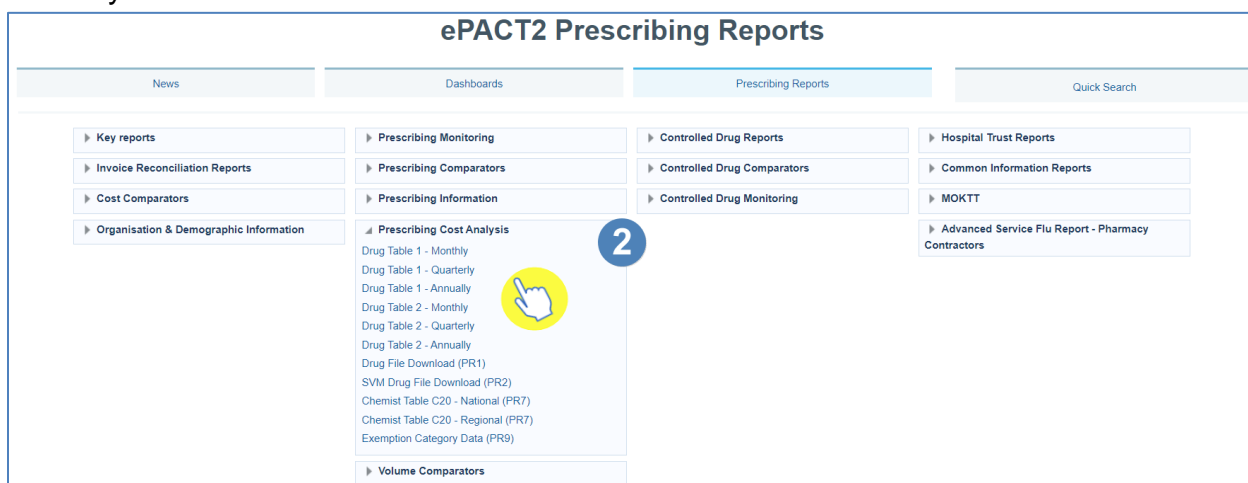 ePACT2 Prescribing Reports
News
Dashboards
Prescribing Reports
Quick Search
Key reports
Invoice Reconciliation Reports
Cost Comparators
Organisation & Demographic Information
Prescribing Monitoring
Prescribing Comparators
Prescribing Information
Prescribing Cost Analysis
Drug Table 1 - Monthly
Drug Table 1 - Quarterly
Drug Table 1 - Annually
Drug Table 2 - Monthly
Drug Table 2 - Quarterly
Drug Table 2 - Annually
Drug File Download (PR1)
SVM Drug File Download (PR2)
Chemist Table C20 - National (PR7)
Chemist Table C20 - Regional (PR7)
Exemption Category Data (PR9)
Volume Comparators
2
Controlled Drug Reports
Controlled Drug Comparators
Controlled Drug Monitoring
Hospital Trust Reports
Common Information Reports
MOKTT
Advanced Service Flu Report - Pharmacy
Contractors